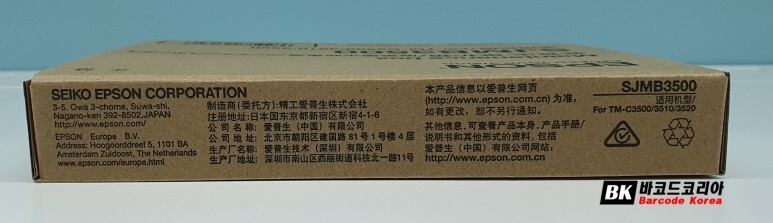 EPSON
SJMB3500
SEIKO EPSON CORPORATION
3-5, Owa 3-chome, Suwa-shi,
Nagano-ken 392-8502,JAPAN
http://www.epson.com/
EPSON Europe B.V.
Address: Hoogoorddreef 5, 1101 BA
Amsterdam Zuidoost, The Netherlands
www.epson.com/europe.html
制造商(委托方):精工爱普生株式会社
注册地址:日本国东京都新宿区新宿4-1-6
公司名称:爱普生(中国)有限公司
公司地址:北京市朝阳区建国路81号1号楼4层
生产厂名:爱普生技术(深圳)有限公司
生产厂地址:深圳市南山区西丽街道科技北一路11号
本产品信息以爱普生网页
(http://www.epson.com.cn)为准,
如有更改,恕不另行通知。
其他信息,可查看产品本身,产品手册/
说明书和其他形式的资料,包括
爱普生(中国)有限公司网站:
http://www.epson.com.cn
SJMB3500
适用机型/
For TM-C3500/3510/3520
BK 바코드코리아
Barcode Korea